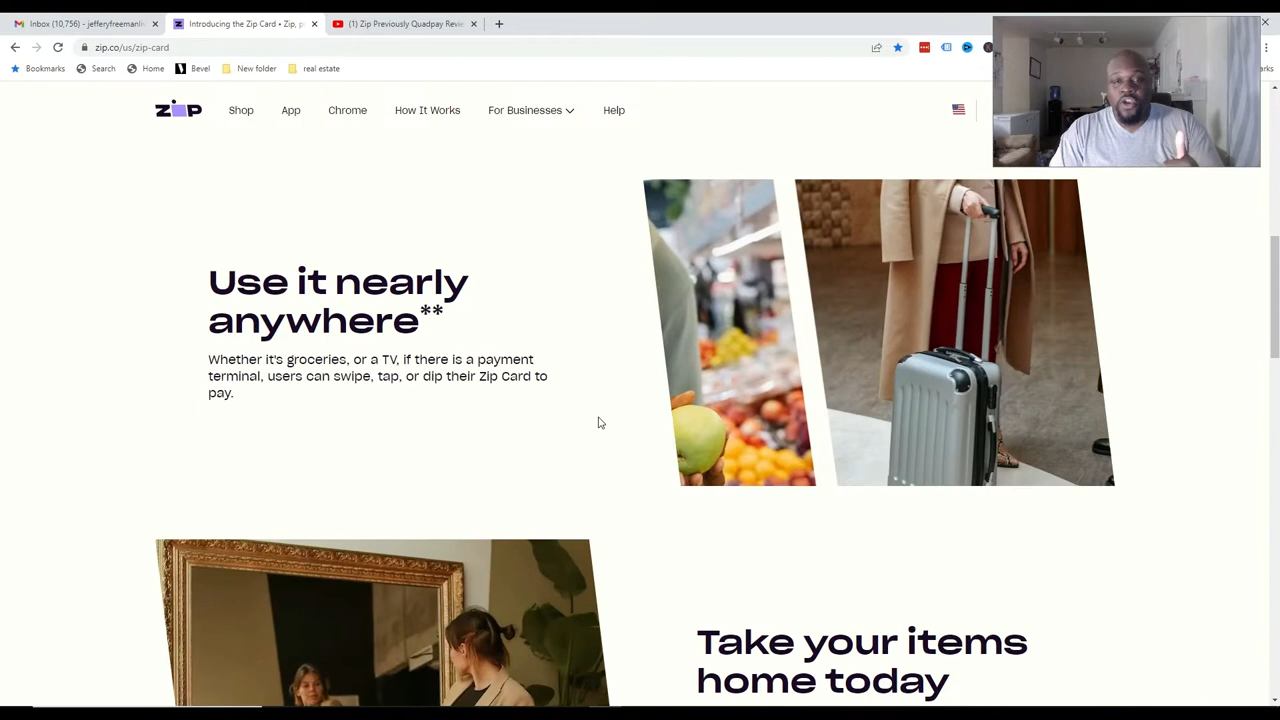 Inbox (10,756) - jefferyfreemanli
Introducing the Zip Card • Zip, p
(1) Zip Previously Quadpay Revie
zip.co/us/zip-card
Bookmarks
Search
Home
Bevel
New folder
real estate
arks
zip
Shop
App
Chrome
How It Works
For Businesses
Help
Use it nearly
anywhere**
Whether it's groceries, or a TV, if there is a payment
terminal, users can swipe, tap, or dip their Zip Card to
pay.
Take your items
home today